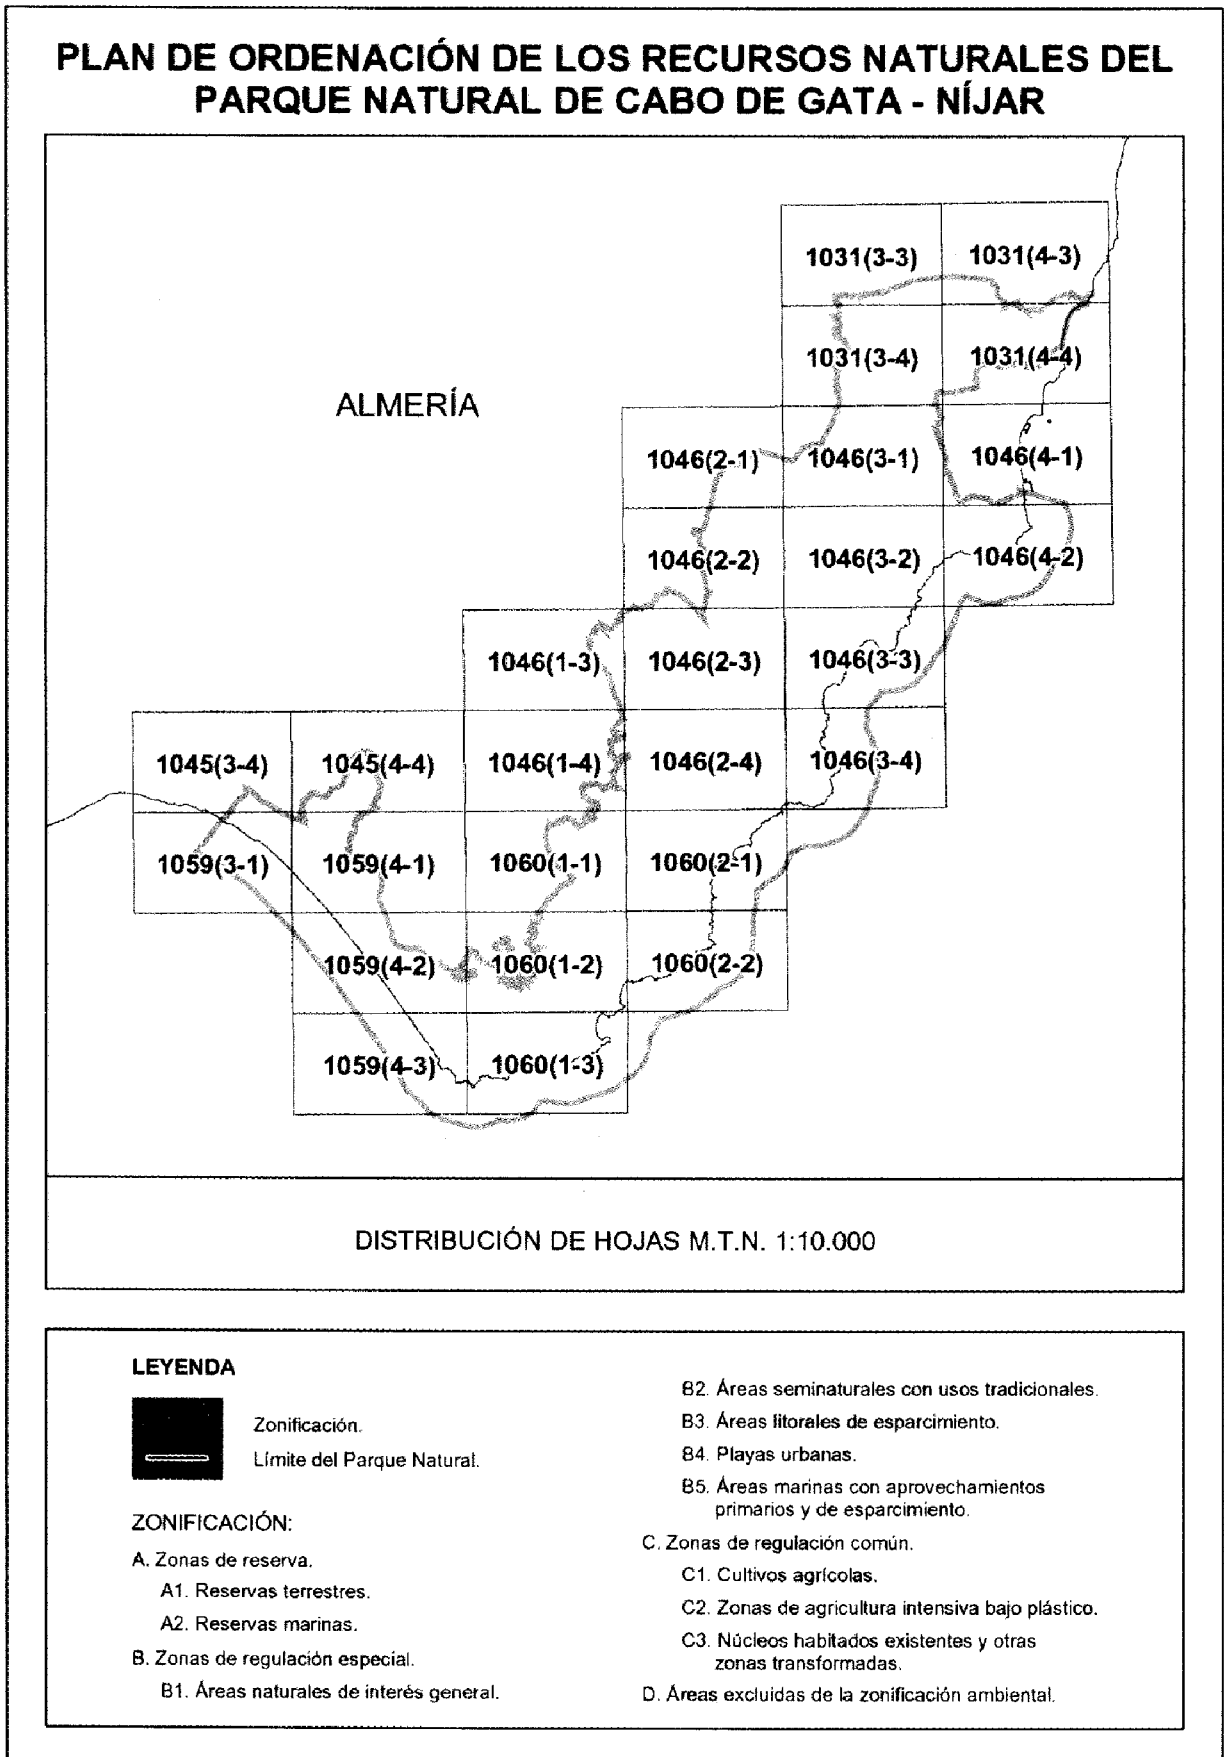 PLAN DE ORDENACIÓN DE LOS RECURSOS NATURALES DEL
PARQUE NATURAL DE CABO DE GATA - NÍJAR
1031(3-3) 1031(4-3)
1031(3-4) 1031(4-4)
ALMERÍA
1046(2-1) 1046(3-1) 1046(4-1)
1046(2-2) 1046(3-2) 1046(4-2)
1046(1-3) 1046(2-3) 1046(3-3)
1045(3-4) 1045(4-4) 1046(1-4) 1046(2-4) 1046(3-4)
1059(3-1) 1059(4-1) 1060(1-1) 1060(2-1)
1059(4-2) 1060(1-2) 1060(2-2)
1059(4-3) 1060(1-3)
DISTRIBUCIÓN DE HOJAS M.T.N. 1:10.000
LEYENDA
Zonificación.
Límite del Parque Natural.
ZONIFICACIÓN:
A. Zonas de reserva.
A1. Reservas terrestres.
A2. Reservas marinas.
B. Zonas de regulación especial.
B1. Áreas naturales de interés general.
B2. Áreas seminaturales con usos tradicionales.
B3. Áreas litorales de esparcimiento.
B4. Playas urbanas.
B5. Áreas marinas con aprovechamientos
primarios y de esparcimiento.
C. Zonas de regulación común.
C1. Cultivos agrícolas.
C2. Zonas de agricultura intensiva bajo plástico.
C3. Núcleos habitados existentes y otras
zonas transformadas.
D. Áreas excluidas de la zonificación ambiental.